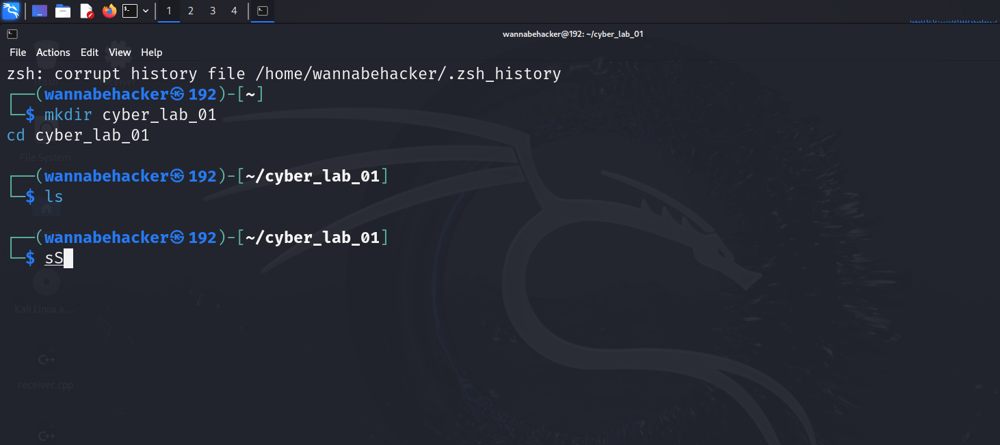 1 2 3 4
wannabehacker@192: ~/cyber_lab_01
File Actions Edit View Help
zsh: corrupt history file /home/wannabehacker/.zsh_history
┌──(wannabehacker㉿192)-[~]
└─$ mkdir cyber_lab_01
cd cyber_lab_01
File System
┌──(wannabehacker㉿192)-[~/cyber_lab_01]
└─$ ls
┌──(wannabehacker㉿192)-[~/cyber_lab_01]
└─$ sS
Kali Linux a...
C++
receiver.cpp
C++